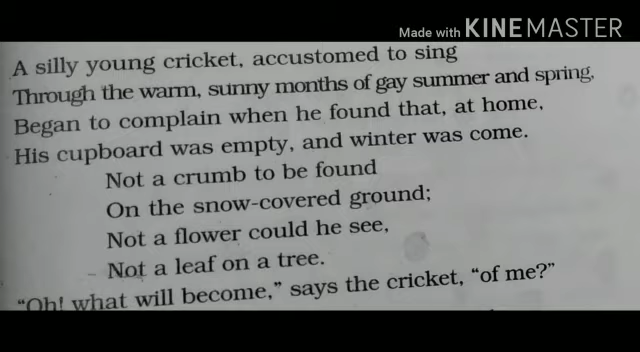 Made with KINEMASTER
A silly young cricket, accustomed to sing
Through the warm, sunny months of gay summer and spring,
Began to complain when he found that, at home,
His cupboard was empty, and winter was come.
Not a crumb to be found
On the snow-covered ground;
Not a flower could he see,
Not a leaf on a tree.
“Oh! what will become,” says the cricket, “of me?”